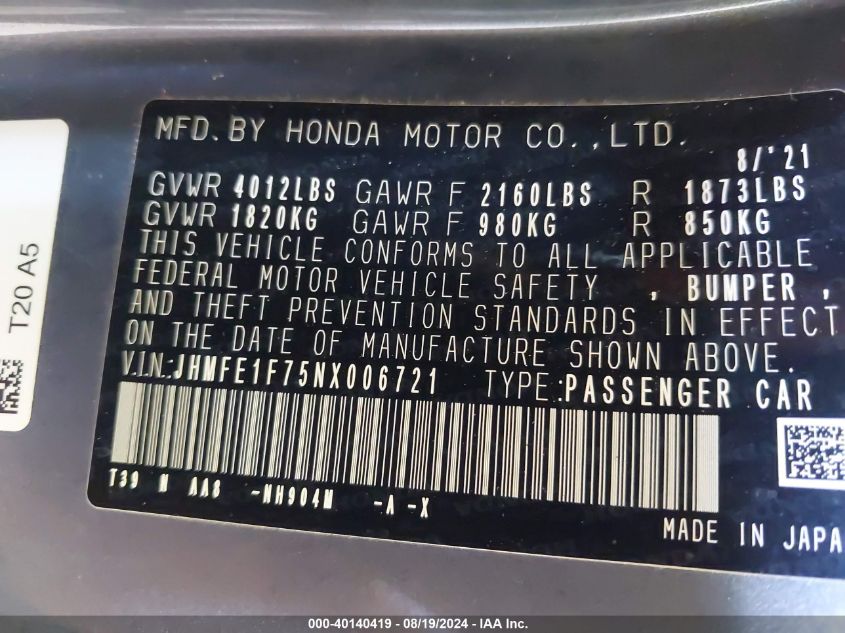 T20 A5
MFD. BY HONDA MOTOR CO.,LTD.
8/'21
GVWR 4012LBS GAWR F 2160LBS R 1873LBS
GVWR 1820KG GAWR F 980KG R 850KG
THIS VEHICLE CONFORMS TO ALL APPLICABLE
FEDERAL MOTOR VEHICLE SAFETY , BUMPER ,
AND THEFT PREVENTION STANDARDS IN EFFECT
ON THE DATE OF MANUFACTURE SHOWN ABOVE.
V.I.N.:JHMFE1F75NX006721 TYPE:PASSENGER CAR
T39 M AA8 -NH904M -A -X
MADE IN JAPA
000-40140419 - 08/19/2024 - IAA Inc.